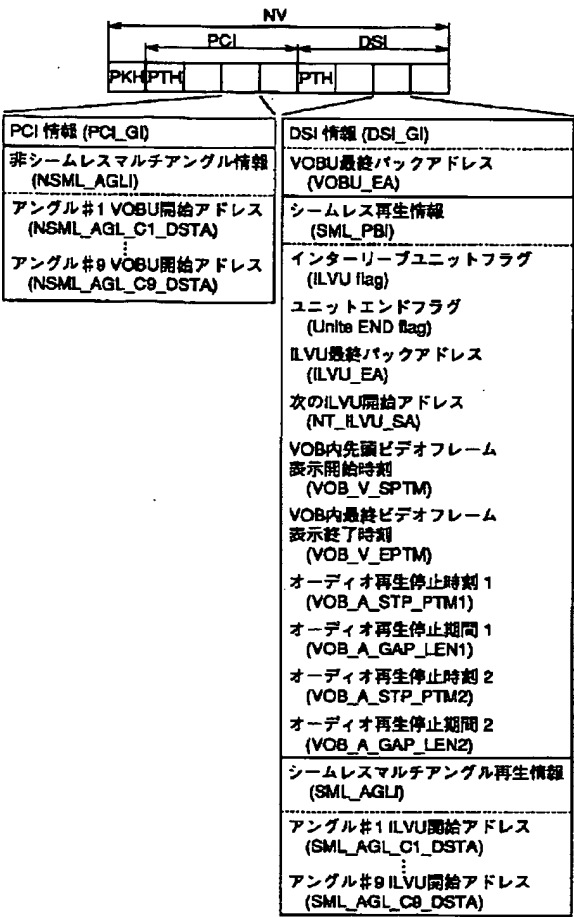 NV
PCI
DSI
PKH
PTH
PTH
PCI 情報 (PCI_GI)
非シームレスマルチアングル情報
(NSML_AGLI)
アングル#1 VOBU開始アドレス
(NSML_AGL_C1_DSTA)
アングル#9 VOBU開始アドレス
(NSML_AGL_C9_DSTA)
DSI 情報 (DSI_GI)
VOBU最終パックアドレス
(VOBU_EA)
シームレス再生情報
(SML_PBI)
インターリーブユニットフラグ
(ILVU flag)
ユニットエンドフラグ
(Unite END flag)
ILVU最終パックアドレス
(ILVU_EA)
次のILVU開始アドレス
(NT_ILVU_SA)
VOB内先頭ビデオフレーム
表示開始時刻
(VOB_V_SPTM)
VOB内最終ビデオフレーム
表示終了時刻
(VOB_V_EPTM)
オーディオ再生停止時刻 1
(VOB_A_STP_PTM1)
オーディオ再生停止期間 1
(VOB_A_GAP_LEN1)
オーディオ再生停止時刻 2
(VOB_A_STP_PTM2)
オーディオ再生停止期間 2
(VOB_A_GAP_LEN2)
シームレスマルチアングル再生情報
(SML_AGLI)
アングル#1 ILVU開始アドレス
(SML_AGL_C1_DSTA)
アングル#9 ILVU開始アドレス
(SML_AGL_C9_DSTA)